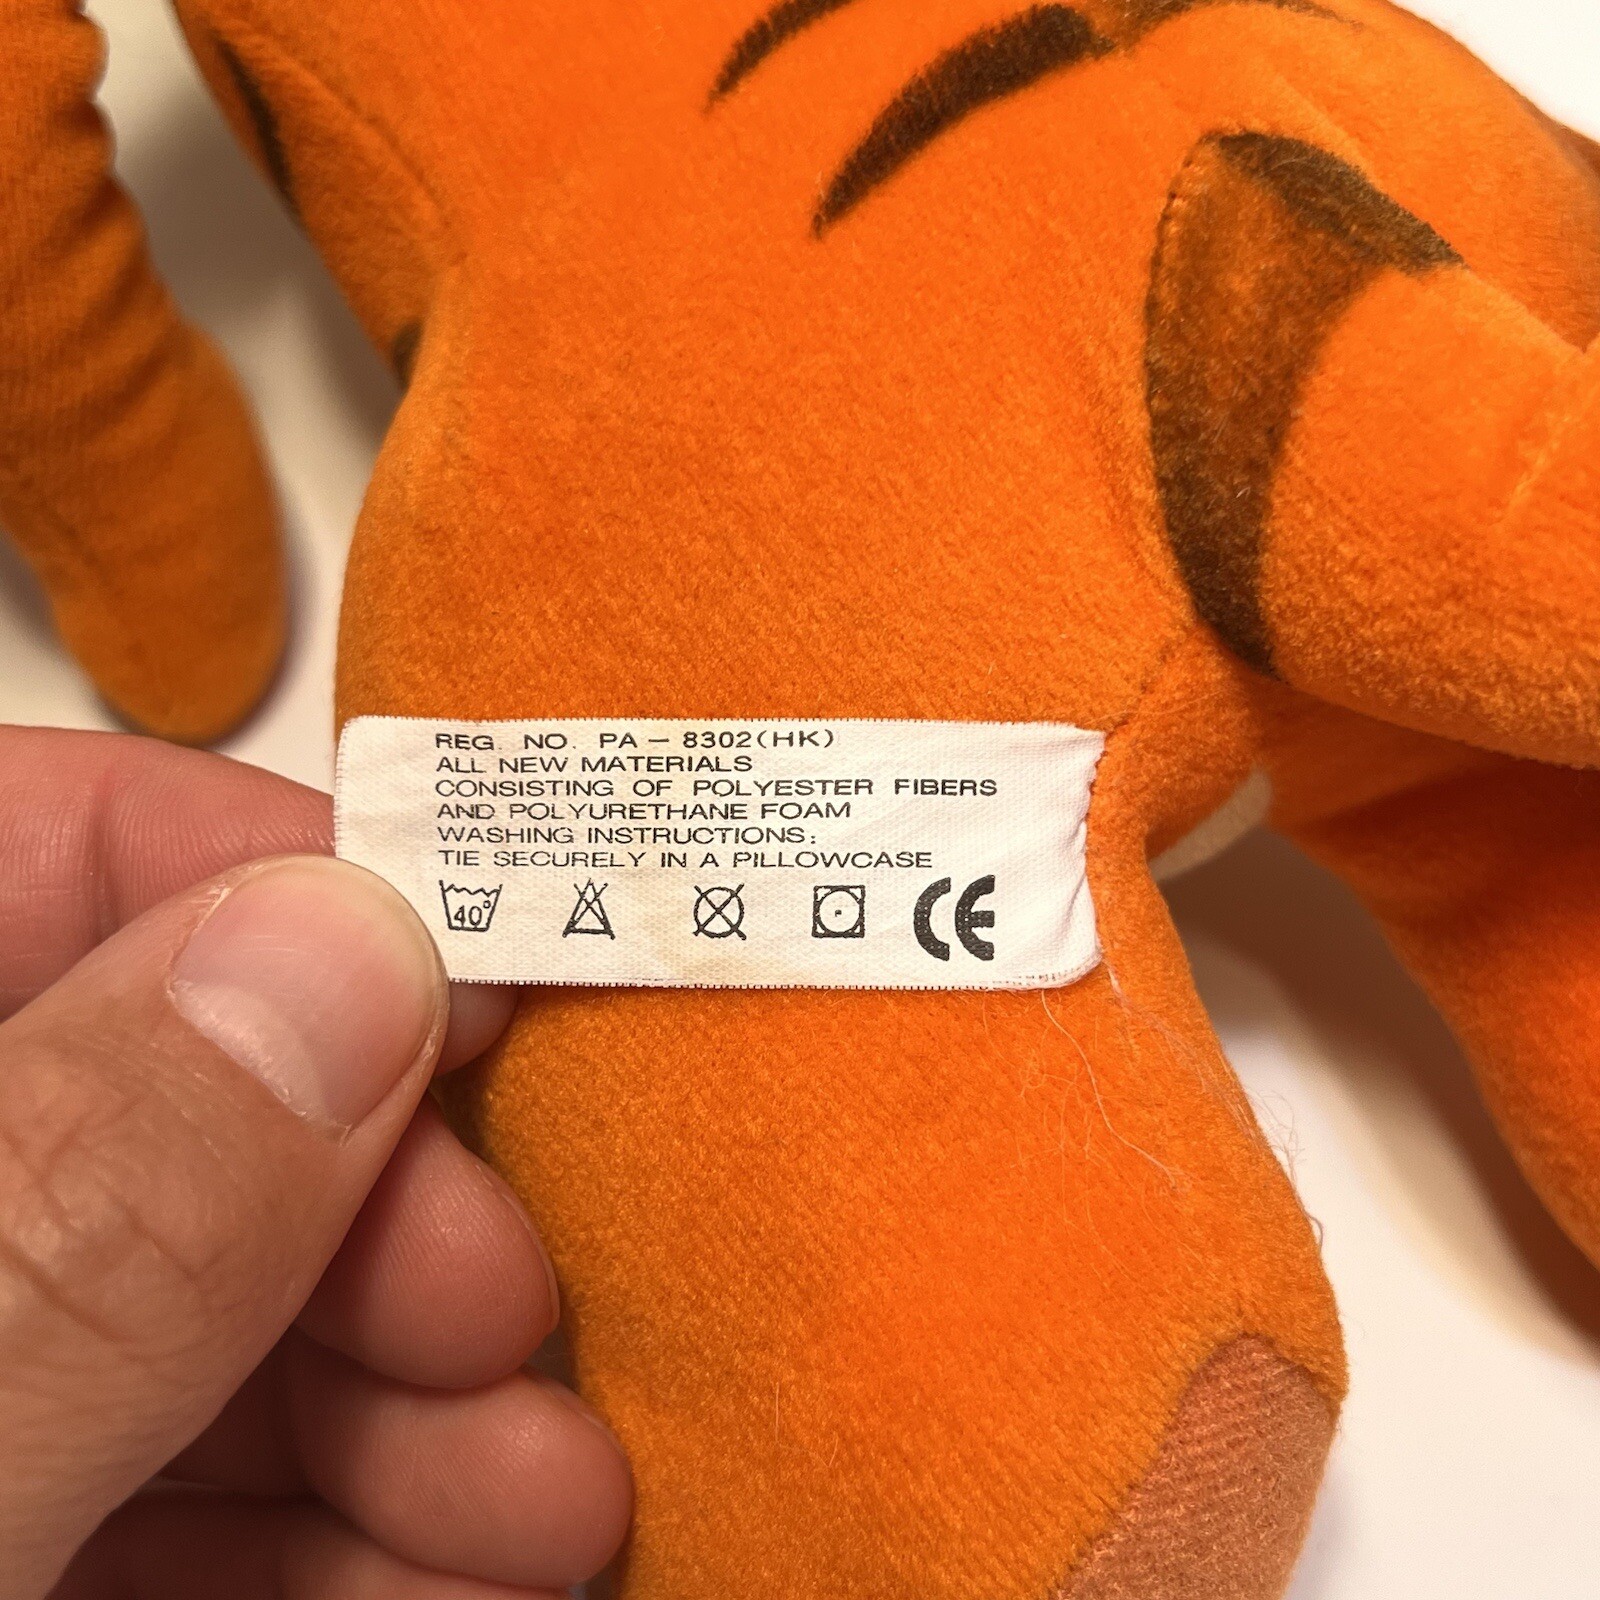 REG. NO. PA – 8302(HK)
ALL NEW MATERIALS
CONSISTING OF POLYESTER FIBERS
AND POLYURETHANE FOAM
WASHING INSTRUCTIONS:
TIE SECURELY IN A PILLOWCASE
40° CE